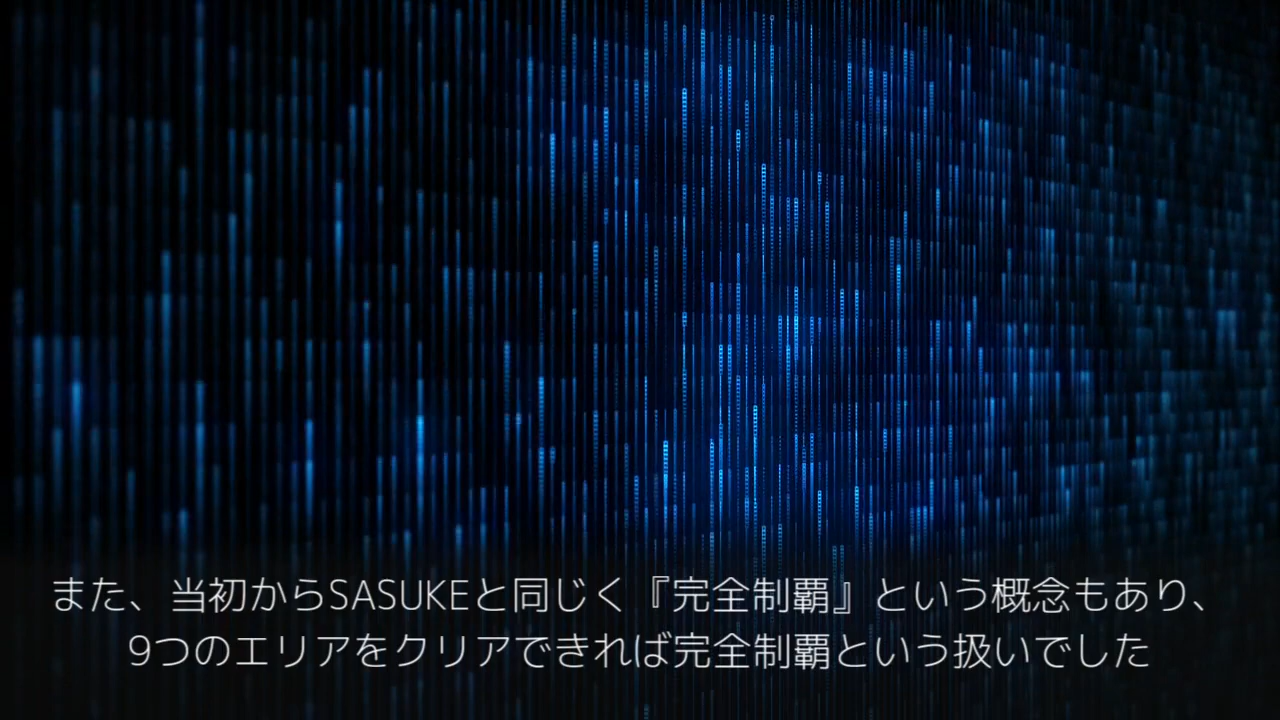 また、当初からSASUKEと同じく『完全制覇』という概念もあり、
9つのエリアをクリアできれば完全制覇という扱いでした